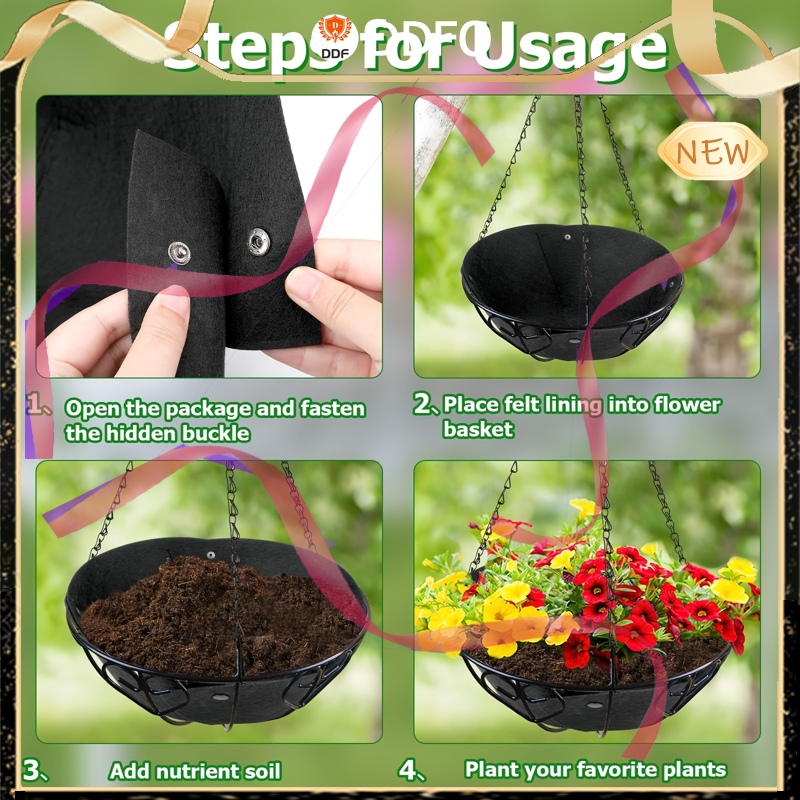 Steps for Usage
DDFQ
D
DDF
NEW
1、Open the package and fasten
the hidden buckle
2、Place felt lining into flower
basket
3、 Add nutrient soil
4、 Plant your favorite plants